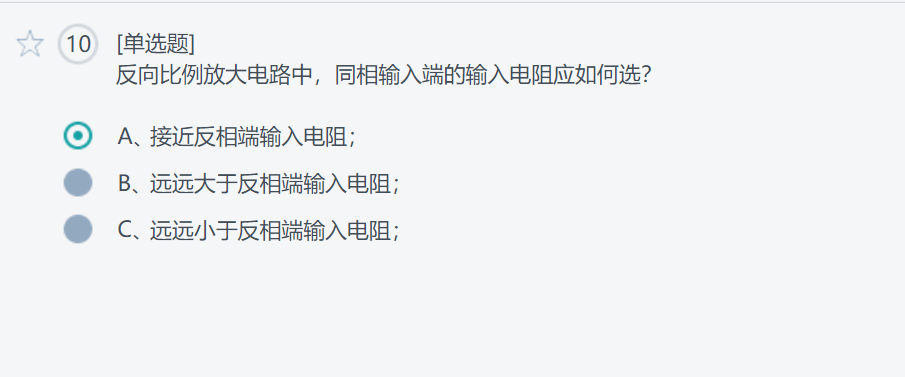 10 [单选题]
反向比例放大电路中，同相输入端的输入电阻应如何选？
A、接近反相端输入电阻；
B、远远大于反相端输入电阻；
C、远远小于反相端输入电阻；